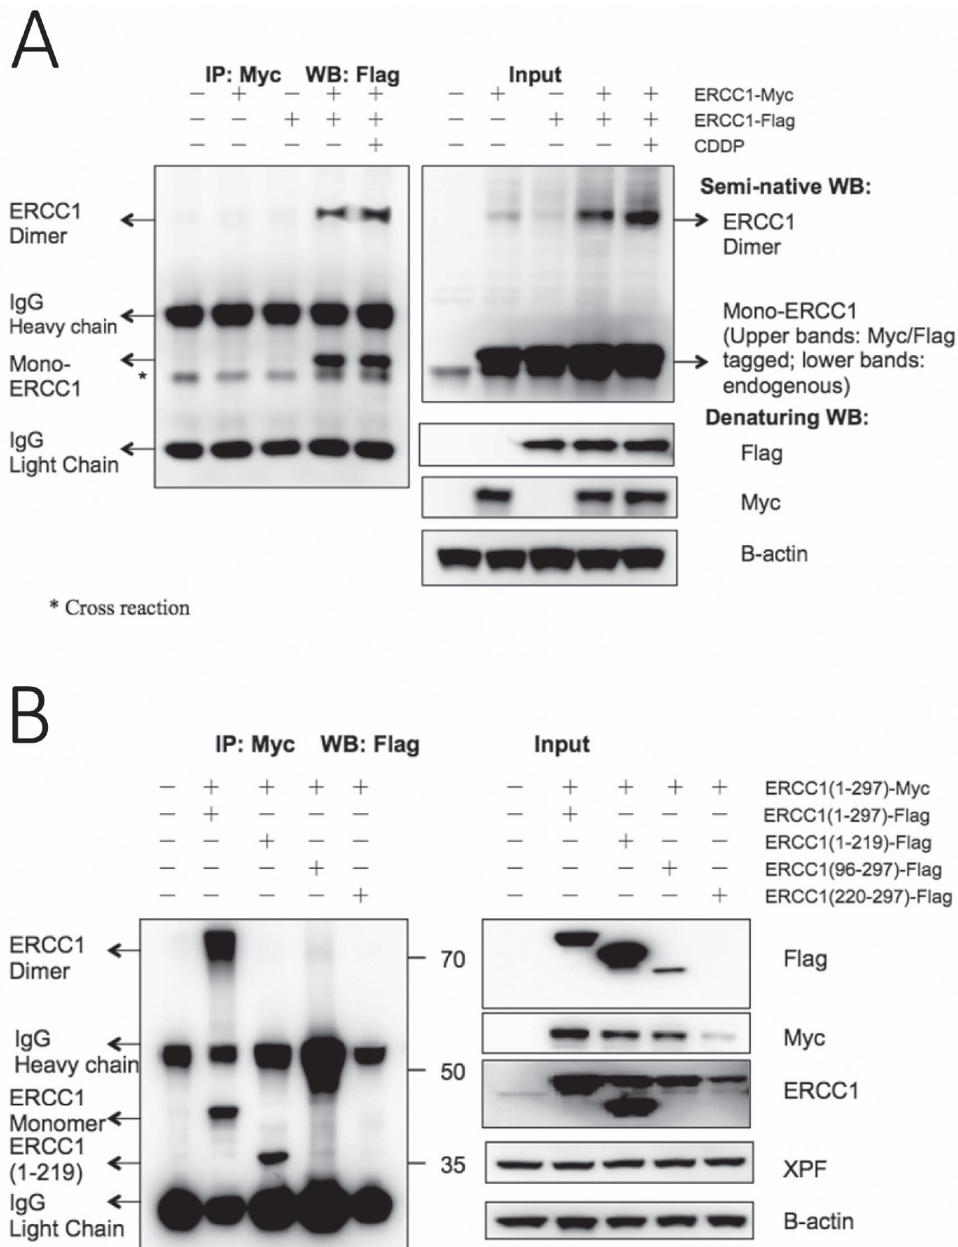 A
IP: Myc WB: Flag Input
− + − + + − + − + + ERCC1-Myc
− − + + + − − + + + ERCC1-Flag
− − − − + − − − − + CDDP
Semi-native WB:
ERCC1
Dimer
ERCC1
Dimer
IgG
Heavy chain
Mono-ERCC1
(Upper bands: Myc/Flag
tagged; lower bands:
endogenous)
Mono-
ERCC1
*
Denaturing WB:
IgG
Light Chain
Flag
Myc
B-actin
* Cross reaction
B
IP: Myc WB: Flag Input
− + + + + − + + + + ERCC1(1-297)-Myc
− + − − − − + − − − ERCC1(1-297)-Flag
− − + − − − − + − − ERCC1(1-219)-Flag
− − − + − − − − + − ERCC1(96-297)-Flag
− − − − + − − − − + ERCC1(220-297)-Flag
ERCC1
Dimer
70
Flag
IgG
Heavy chain
50
Myc
ERCC1
Monomer
ERCC1
ERCC1
(1-219)
35
XPF
IgG
Light Chain
B-actin